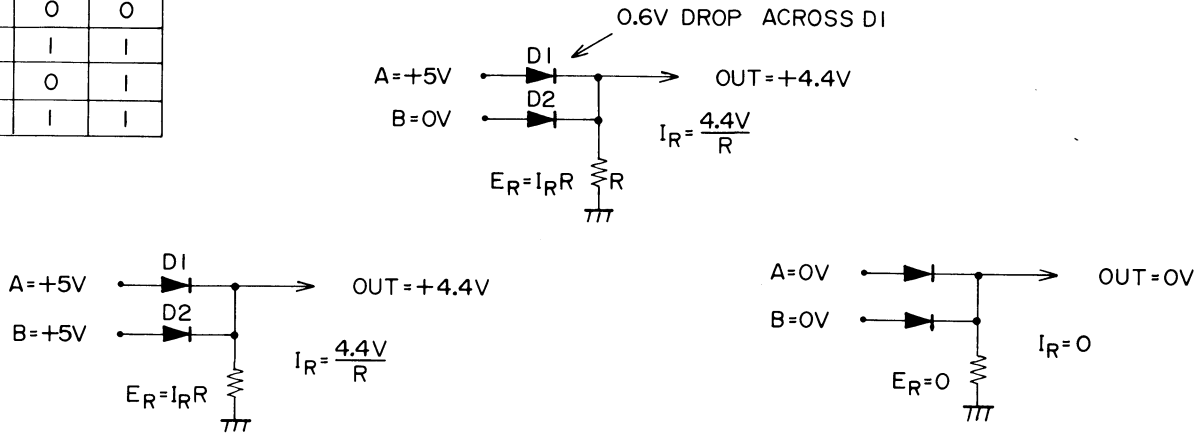 0 0
1 1
0 1
1 1
0.6V DROP ACROSS D1
D1
A=+5V
OUT=+4.4V
D2
B=0V
I_R=4.4V/R
E_R=I_R R
R
D1
A=+5V
OUT=+4.4V
D2
B=+5V
I_R=4.4V/R
E_R=I_R R
A=0V
OUT=0V
B=0V
I_R=0
E_R=0